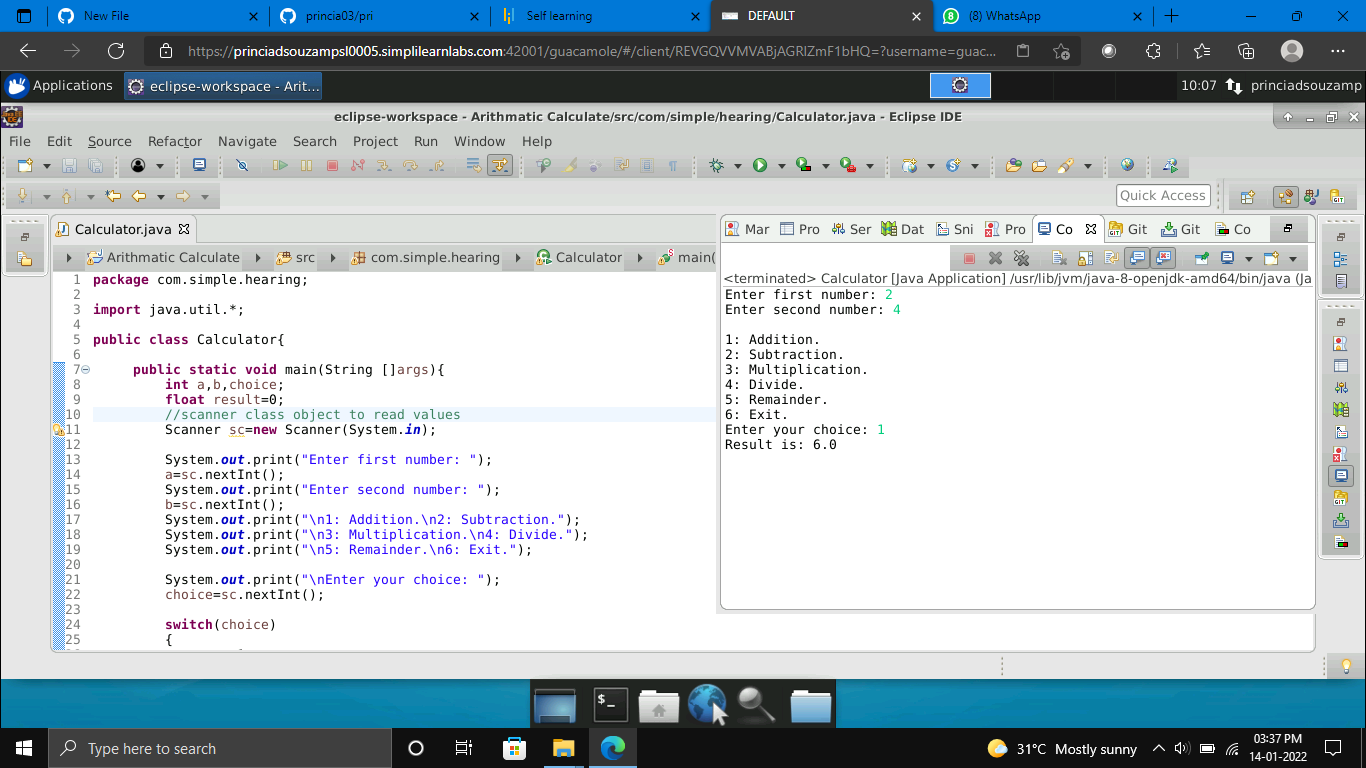 New File
princia03/pri
Self learning
DEFAULT
(8) WhatsApp
https://princiadsouzampsl0005.simplilearnlabs.com:42001/guacamole/#/client/REVGQVVMVABjAGRlZmF1bHQ=?username=guac...
Applications
eclipse-workspace - Arit...
10:07
princiadsouzamp
eclipse-workspace - Arithmatic Calculate/src/com/simple/hearing/Calculator.java - Eclipse IDE
File Edit Source Refactor Navigate Search Project Run Window Help
Quick Access
Calculator.java
Arithmatic Calculate
src
com.simple.hearing
Calculator
main(
1 package com.simple.hearing;
2
3 import java.util.*;
4
5 public class Calculator{
6
7 public static void main(String []args){
8 int a,b,choice;
9 float result=0;
10 //scanner class object to read values
11 Scanner sc=new Scanner(System.in);
12
13 System.out.print("Enter first number: ");
14 a=sc.nextInt();
15 System.out.print("Enter second number: ");
16 b=sc.nextInt();
17 System.out.print("\n1: Addition.\n2: Subtraction.");
18 System.out.print("\n3: Multiplication.\n4: Divide.");
19 System.out.print("\n5: Remainder.\n6: Exit.");
20
21 System.out.print("\nEnter your choice: ");
22 choice=sc.nextInt();
23
24 switch(choice)
25 {
Mar Pro Ser Dat Sni Pro Co Git Git Co
<terminated> Calculator [Java Application] /usr/lib/jvm/java-8-openjdk-amd64/bin/java (Ja
Enter first number: 2
Enter second number: 4
1: Addition.
2: Subtraction.
3: Multiplication.
4: Divide.
5: Remainder.
6: Exit.
Enter your choice: 1
Result is: 6.0
Type here to search
31°C Mostly sunny
03:37 PM
14-01-2022